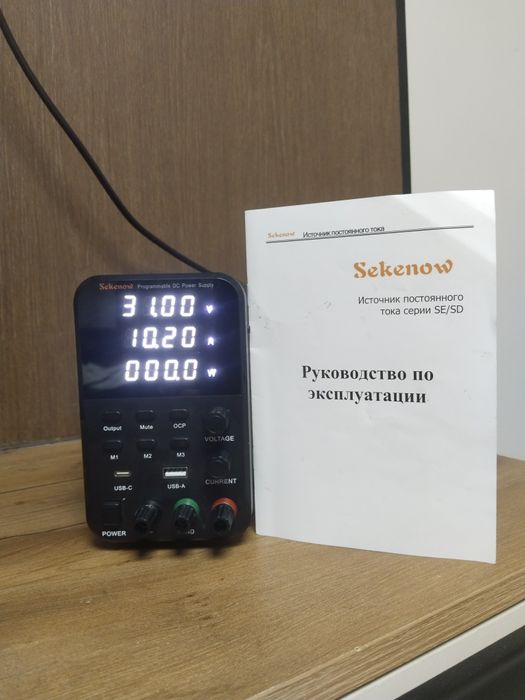 Sekenow Programmable DC Power Supply
31.00 V
10.20 A
000.0 W
Output Mute OCP
VOLTAGE
M1 M2 M3
CURRENT
USB-C USB-A
POWER
Sekenow Источник постоянного тока
Sekenow
Источник постоянного
тока серии SE/SD
Руководство по
эксплуатации